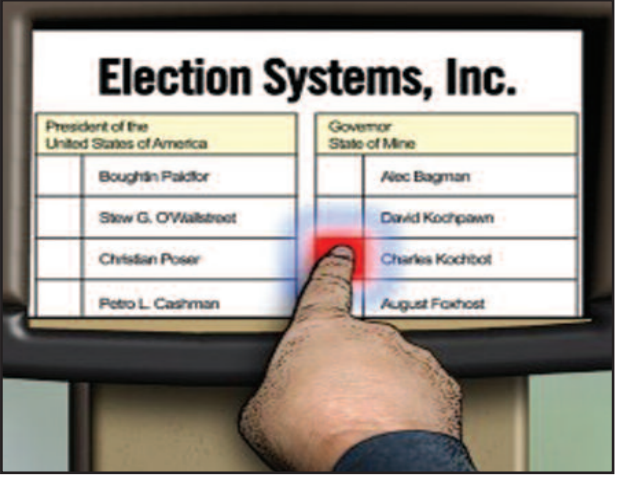 Election Systems, Inc.
President of the
United States of America
Boughtin Paidfor
Stew G. O'Wallstreet
Christian Poser
Petro L. Cashman
Governor
State of Mine
Alec Bagman
David Kochpawn
Charles Kochbot
August Foxhost